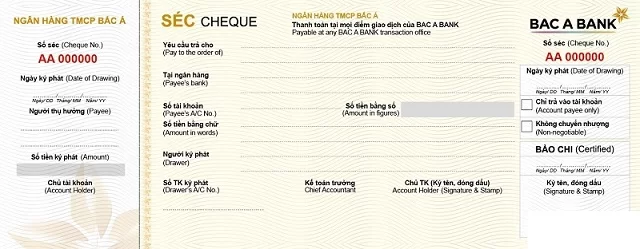 NGÂN HÀNG TMCP BẮC Á
Số séc (Cheque No.)
AA 000000
Ngày ký phát (Date of Drawing)
Ngày/ DD Tháng/ MM Năm/ YY
Người thụ hưởng (Payee)
Số tiền ký phát (Amount)
Chủ tài khoản
(Account Holder)
SÉC CHEQUE
NGÂN HÀNG TMCP BẮC Á
Thanh toán tại mọi điểm giao dịch của BAC A BANK
Payable at any BAC A BANK transaction office
Yêu cầu trả cho
(Pay to the order of)
Tại ngân hàng
(Payee's bank)
Số tài khoản
(Payee's A/C No.)
Số tiền bằng số
(Amount in figures)
Số tiền bằng chữ
(Amount in words)
Người ký phát
(Drawer)
Số TK ký phát
(Drawer's A/C No.)
Kế toán trưởng
Chief Accountant
Chủ TK (Ký tên, đóng dấu)
Account Holder (Signature & Stamp)
BAC A BANK
Số séc (Cheque No.)
AA 000000
Ngày ký phát (Date of Drawing)
Ngày/ DD Tháng/ MM Năm/ YY
Chi trả vào tài khoản
(Account payee only)
Không chuyển nhượng
(Non-negotiable)
BẢO CHI (Certified)
Ngày/ DD Tháng/ MM Năm/ YY
Ký tên, đóng dấu
(Signature & Stamp)